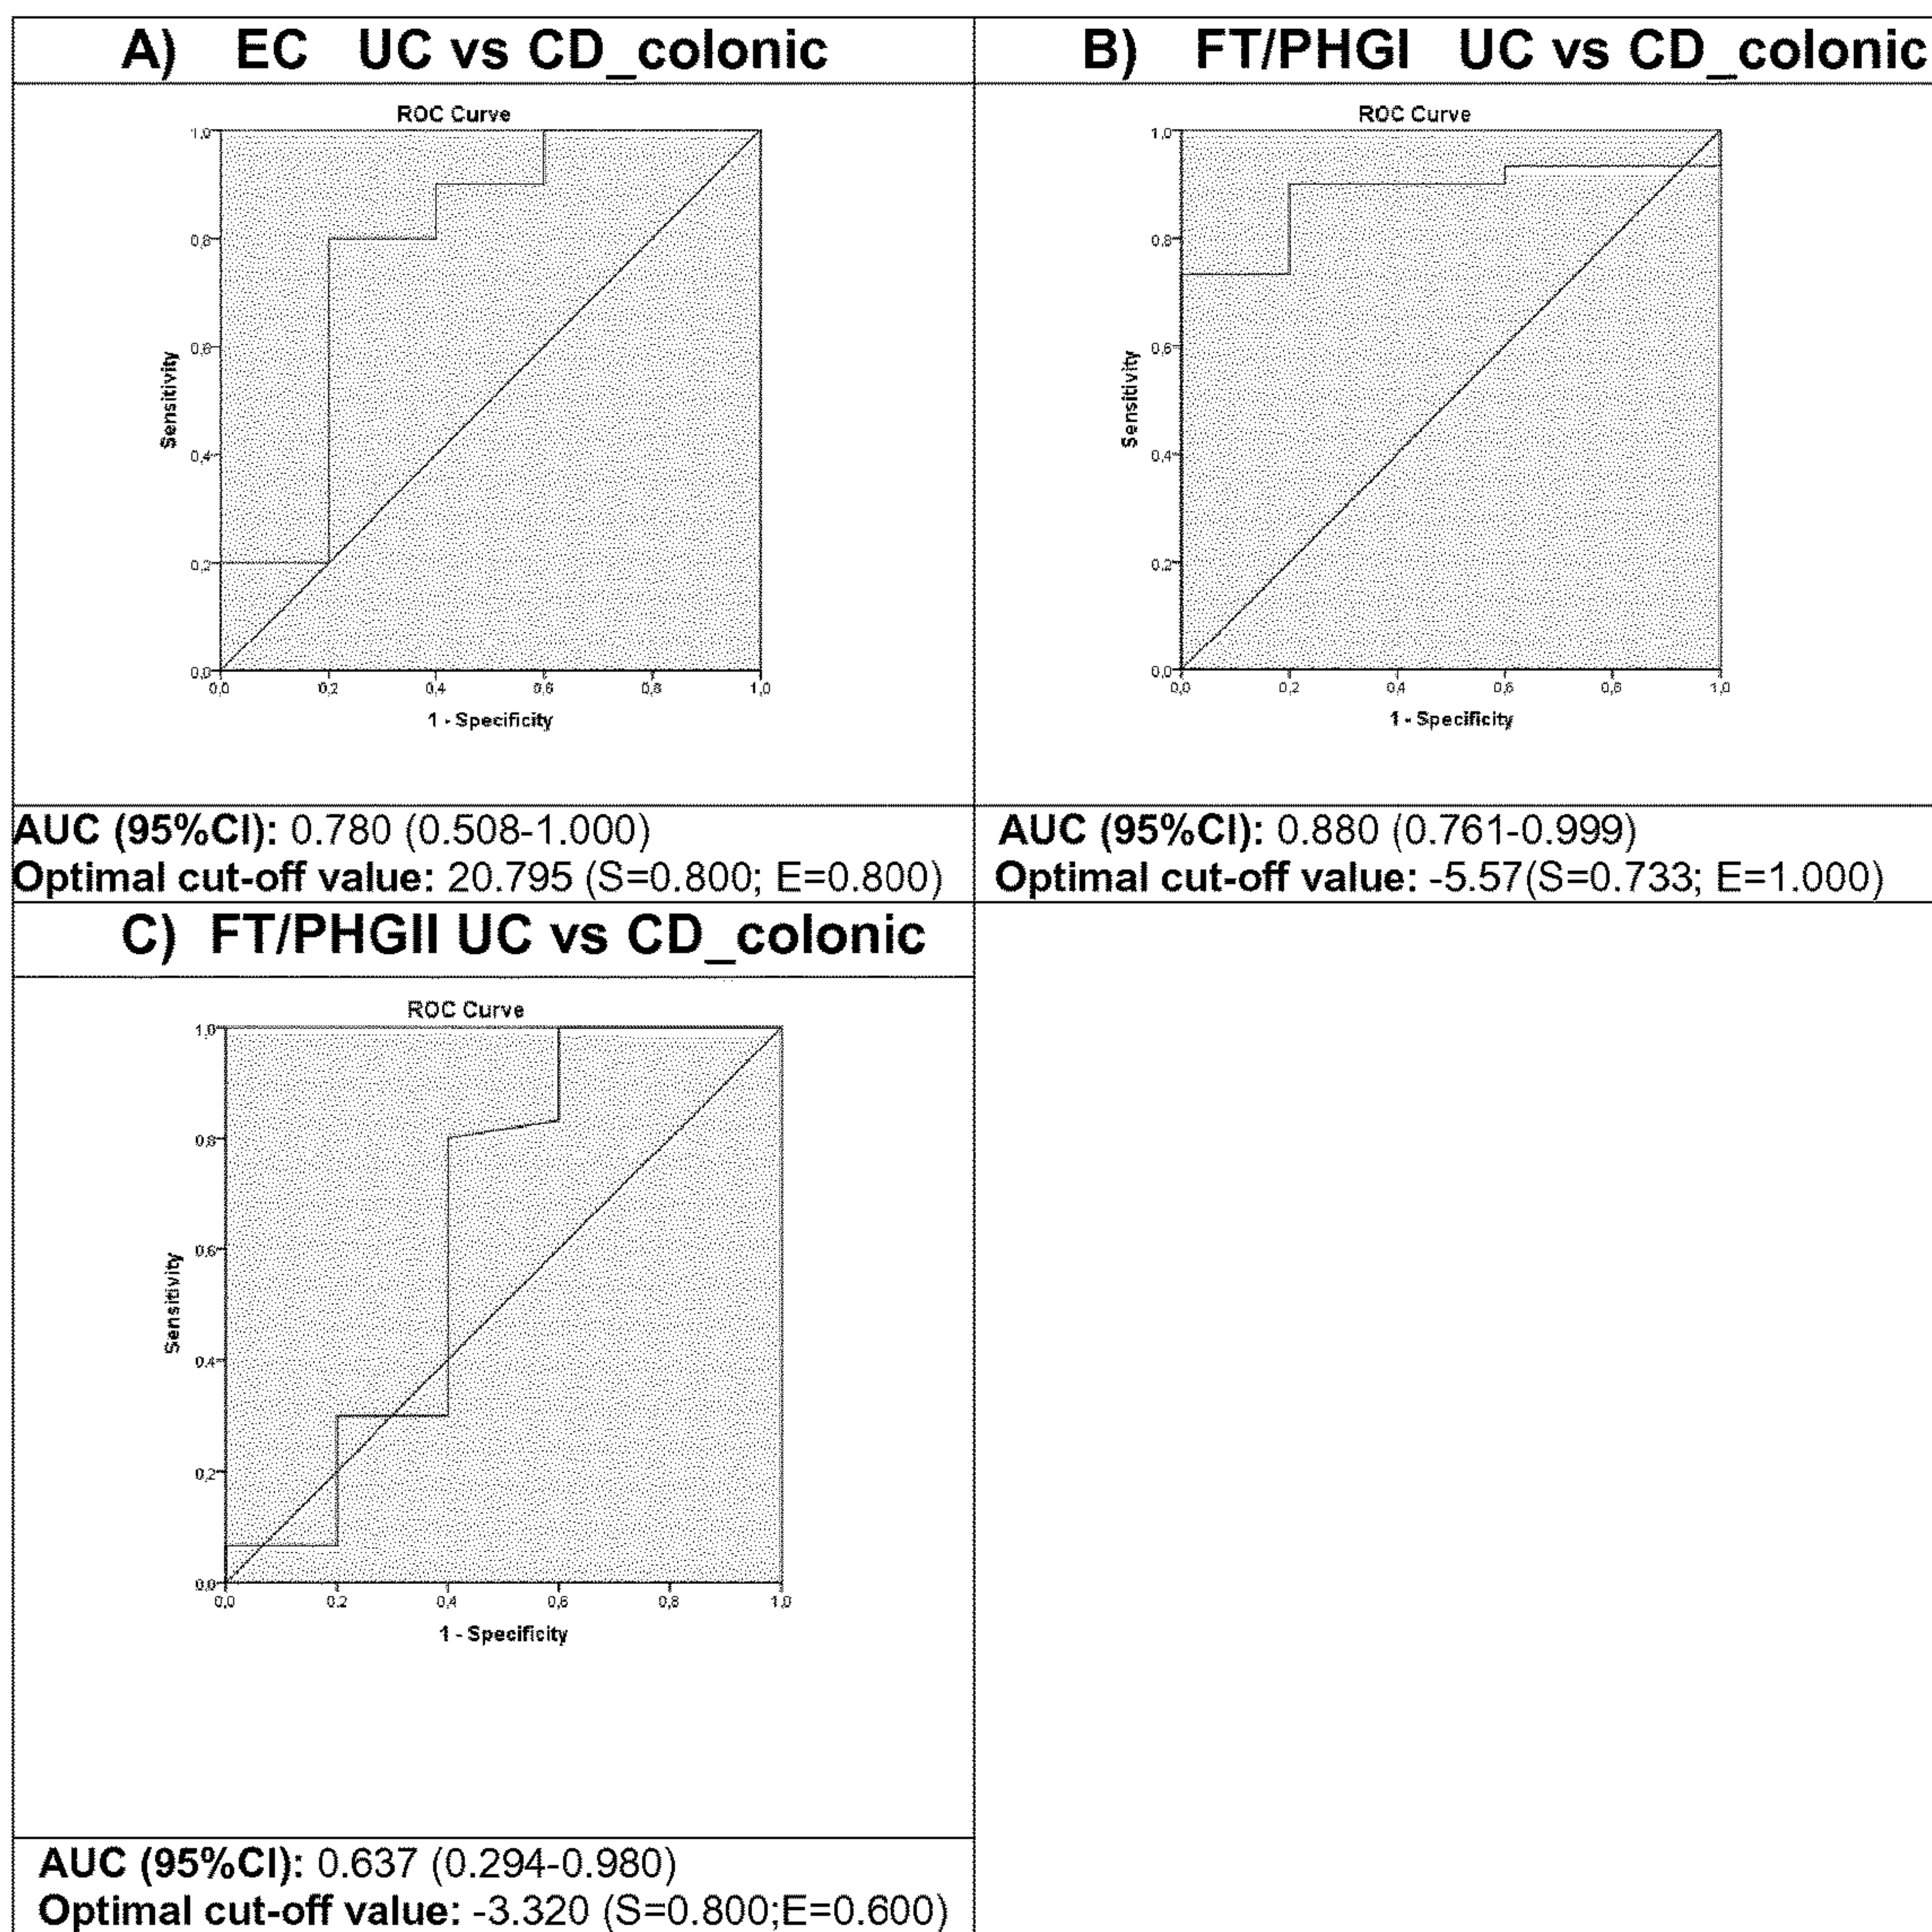 A) EC UC vs CD_colonic
B) FT/PHGI UC vs CD_colonic
ROC Curve
1,0
0,8
0,6
0,4
0,2
0,0
Sensitivity
0,0 0,2 0,4 0,6 0,8 1,0
1 - Specificity
ROC Curve
1,0
0,8
0,6
0,4
0,2
0,0
Sensitivity
0,0 0,2 0,4 0,6 0,8 1,0
1 - Specificity
AUC (95%CI): 0.780 (0.508-1.000)
Optimal cut-off value: 20.795 (S=0.800; E=0.800)
AUC (95%CI): 0.880 (0.761-0.999)
Optimal cut-off value: -5.57(S=0.733; E=1.000)
C) FT/PHGII UC vs CD_colonic
ROC Curve
1,0
0,8
0,6
0,4
0,2
0,0
Sensitivity
0,0 0,2 0,4 0,6 0,8 1,0
1 - Specificity
AUC (95%CI): 0.637 (0.294-0.980)
Optimal cut-off value: -3.320 (S=0.800;E=0.600)